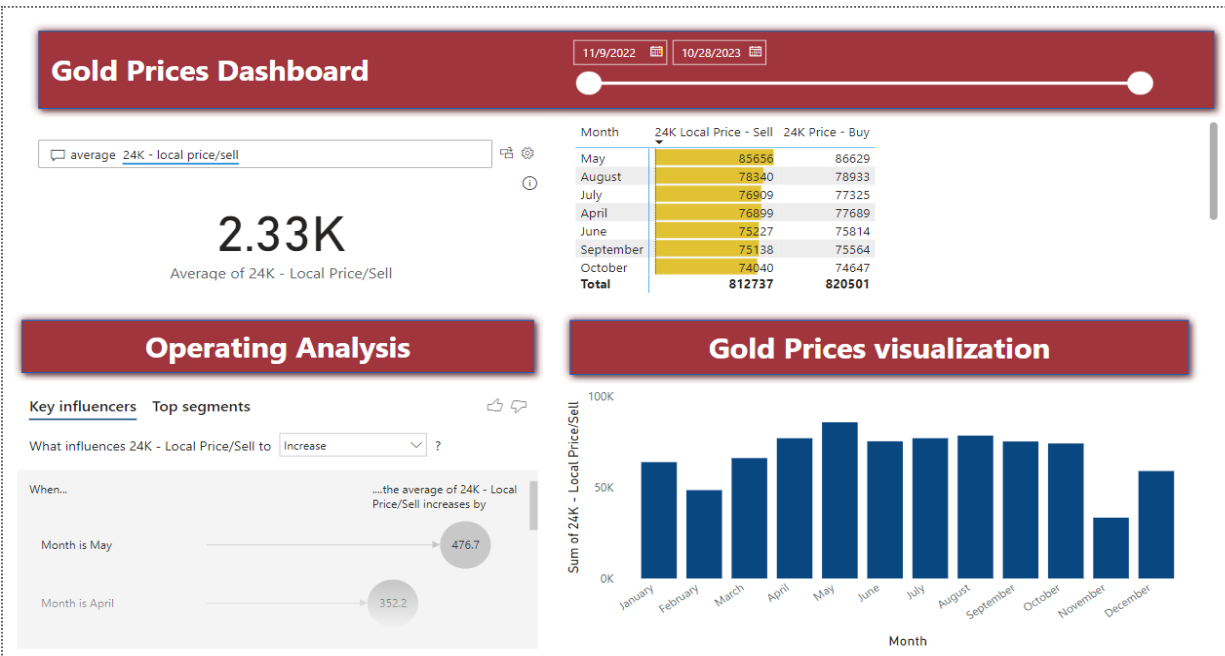 Gold Prices Dashboard
11/9/2022 10/28/2023
average 24K - local price/sell
2.33K
Average of 24K - Local Price/Sell
Month 24K Local Price - Sell 24K Price - Buy
May 85656 86629
August 78340 78933
July 76909 77325
April 76899 77689
June 75227 75814
September 75138 75564
October 74040 74647
Total 812737 820501
Operating Analysis
Key influencers Top segments
What influences 24K - Local Price/Sell to Increase ?
When...
....the average of 24K - Local
Price/Sell increases by
Month is May 476.7
Month is April 352.2
Gold Prices visualization
Sum of 24K - Local Price/Sell
100K
50K
0K
January February March April May June July August September October November December
Month